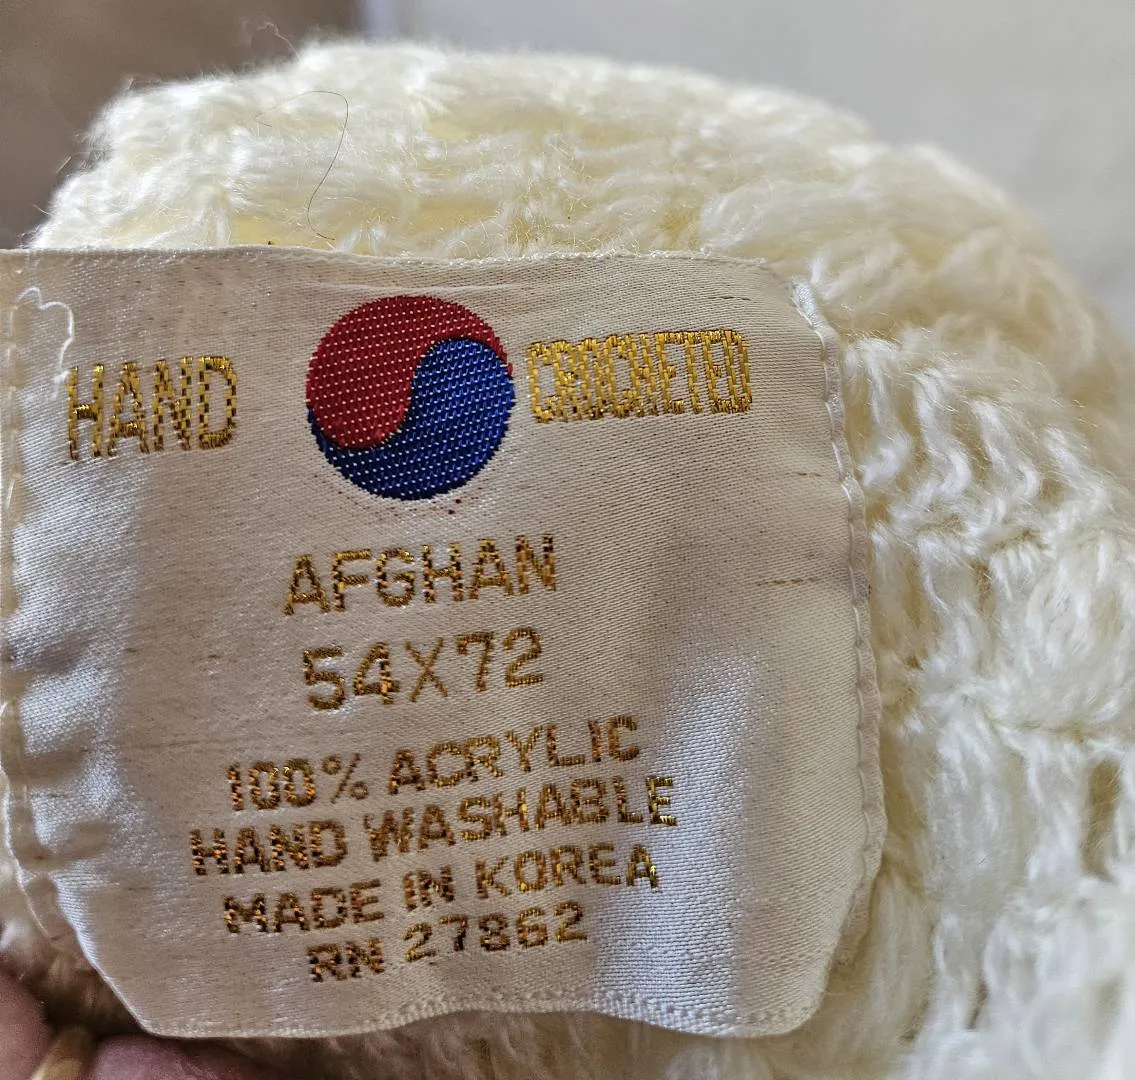 HAND CROCHETED
AFGHAN
54X72
100% ACRYLIC
HAND WASHABLE
MADE IN KOREA
RN 27862